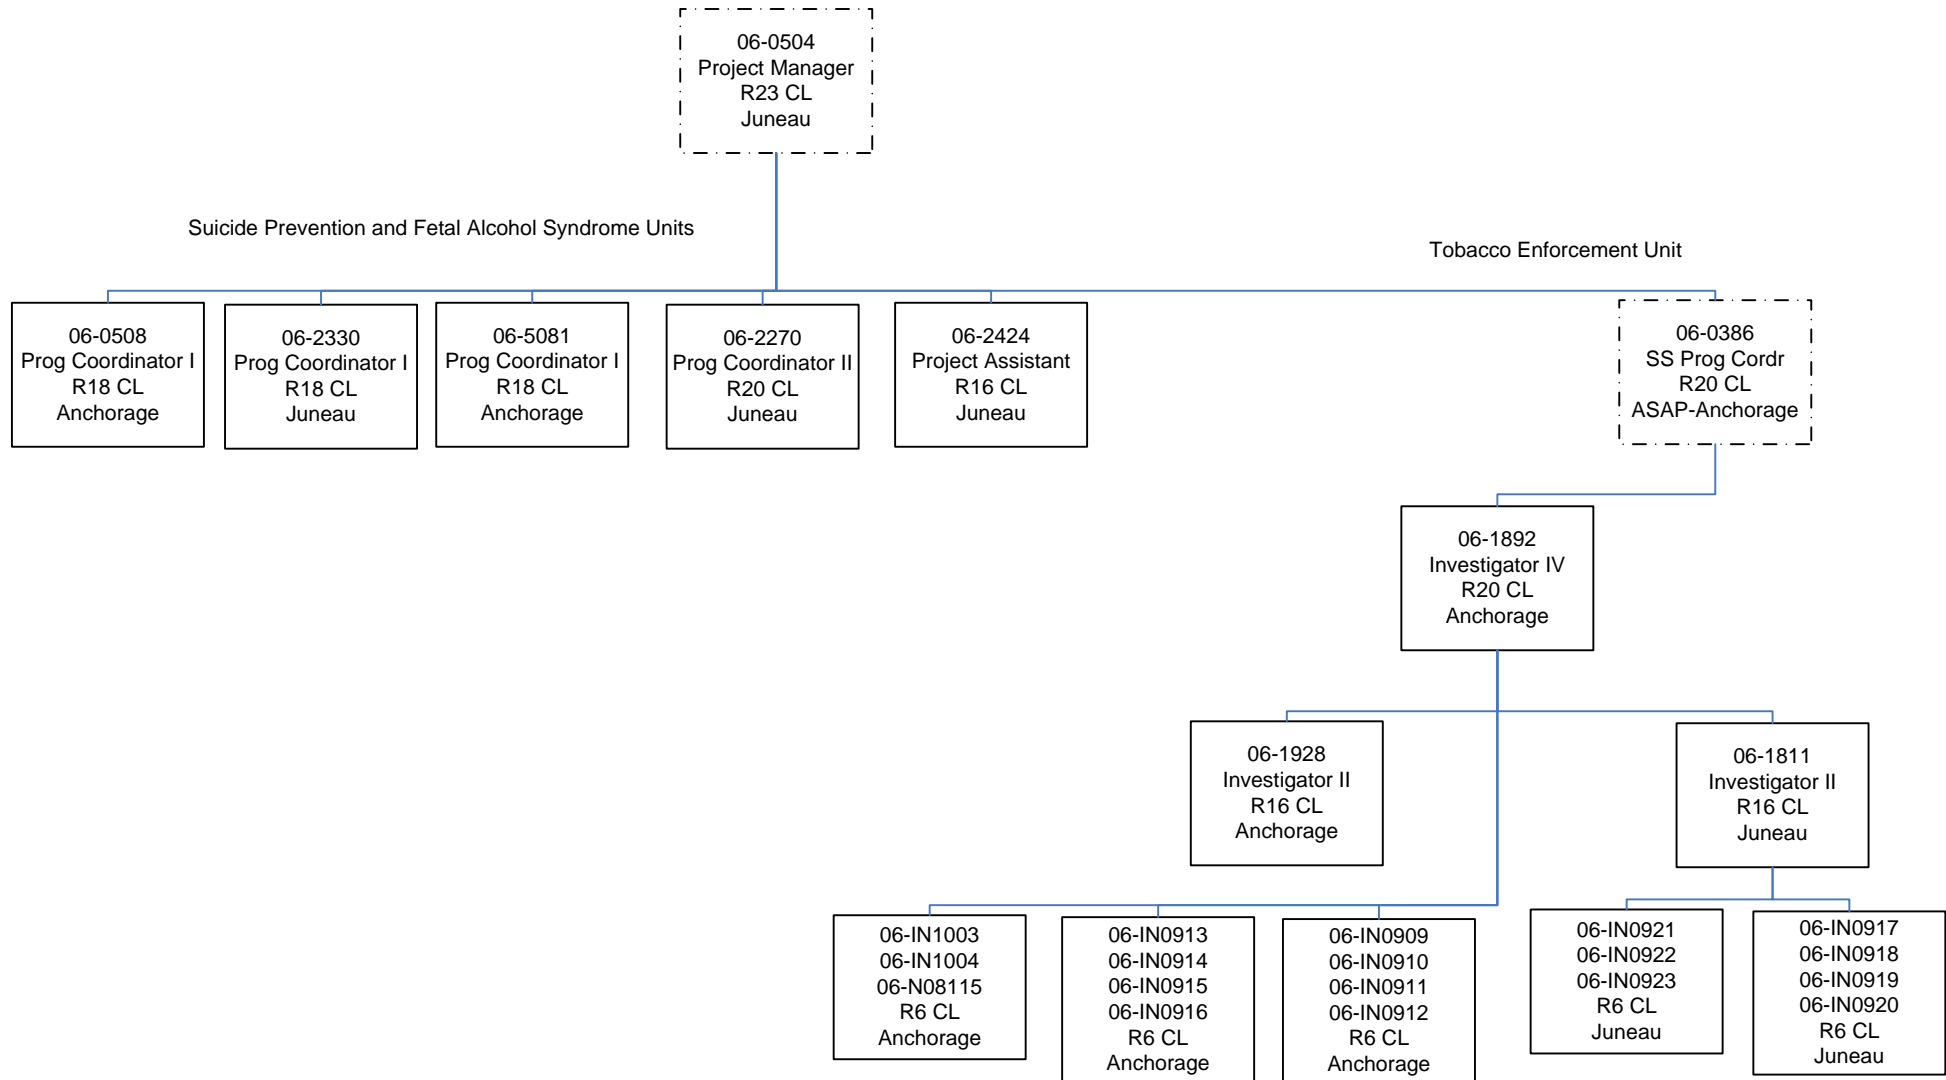 06-0504
Project Manager
R23 CL
Juneau
Suicide Prevention and Fetal Alcohol Syndrome Units
Tobacco Enforcement Unit
06-0508
Prog Coordinator I
R18 CL
Anchorage
06-2330
Prog Coordinator I
R18 CL
Juneau
06-5081
Prog Coordinator I
R18 CL
Anchorage
06-2270
Prog Coordinator II
R20 CL
Juneau
06-2424
Project Assistant
R16 CL
Juneau
06-0386
SS Prog Cordr
R20 CL
ASAP-Anchorage
06-1892
Investigator IV
R20 CL
Anchorage
06-1928
Investigator II
R16 CL
Anchorage
06-1811
Investigator II
R16 CL
Juneau
06-IN1003
06-IN1004
06-N08115
R6 CL
Anchorage
06-IN0913
06-IN0914
06-IN0915
06-IN0916
R6 CL
Anchorage
06-IN0909
06-IN0910
06-IN0911
06-IN0912
R6 CL
Anchorage
06-IN0921
06-IN0922
06-IN0923
R6 CL
Juneau
06-IN0917
06-IN0918
06-IN0919
06-IN0920
R6 CL
Juneau